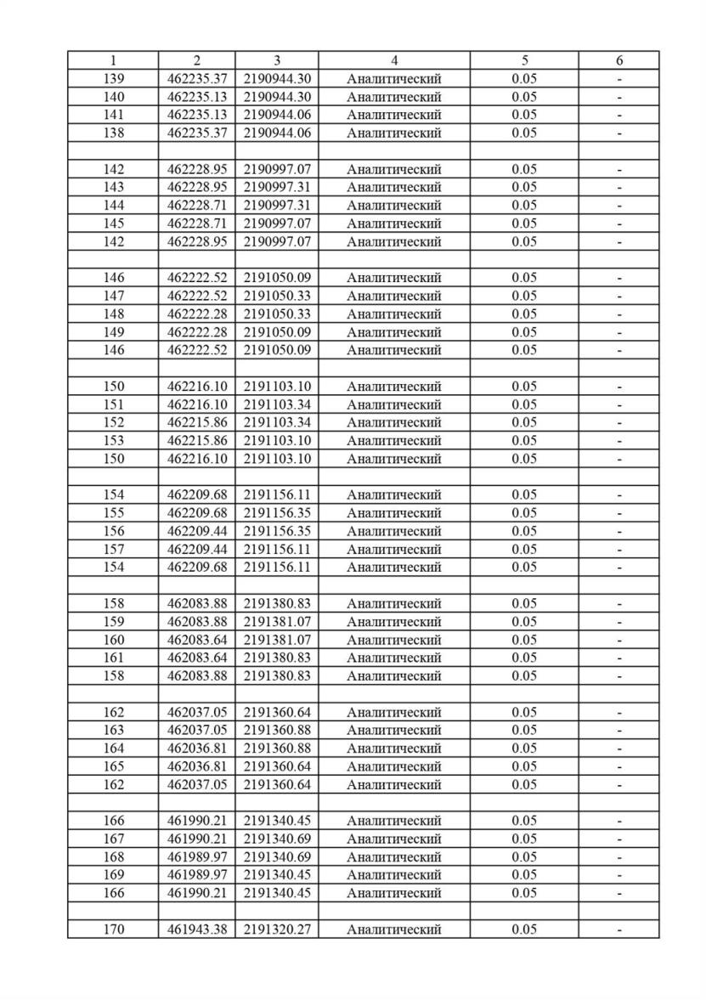 1 2 3 4 5 6
139 462235.37 2190944.30 Аналитический 0.05 -
140 462235.13 2190944.30 Аналитический 0.05 -
141 462235.13 2190944.06 Аналитический 0.05 -
138 462235.37 2190944.06 Аналитический 0.05 -
142 462228.95 2190997.07 Аналитический 0.05 -
143 462228.95 2190997.31 Аналитический 0.05 -
144 462228.71 2190997.31 Аналитический 0.05 -
145 462228.71 2190997.07 Аналитический 0.05 -
142 462228.95 2190997.07 Аналитический 0.05 -
146 462222.52 2191050.09 Аналитический 0.05 -
147 462222.52 2191050.33 Аналитический 0.05 -
148 462222.28 2191050.33 Аналитический 0.05 -
149 462222.28 2191050.09 Аналитический 0.05 -
146 462222.52 2191050.09 Аналитический 0.05 -
150 462216.10 2191103.10 Аналитический 0.05 -
151 462216.10 2191103.34 Аналитический 0.05 -
152 462215.86 2191103.34 Аналитический 0.05 -
153 462215.86 2191103.10 Аналитический 0.05 -
150 462216.10 2191103.10 Аналитический 0.05 -
154 462209.68 2191156.11 Аналитический 0.05 -
155 462209.68 2191156.35 Аналитический 0.05 -
156 462209.44 2191156.35 Аналитический 0.05 -
157 462209.44 2191156.11 Аналитический 0.05 -
154 462209.68 2191156.11 Аналитический 0.05 -
158 462083.88 2191380.83 Аналитический 0.05 -
159 462083.88 2191381.07 Аналитический 0.05 -
160 462083.64 2191381.07 Аналитический 0.05 -
161 462083.64 2191380.83 Аналитический 0.05 -
158 462083.88 2191380.83 Аналитический 0.05 -
162 462037.05 2191360.64 Аналитический 0.05 -
163 462037.05 2191360.88 Аналитический 0.05 -
164 462036.81 2191360.88 Аналитический 0.05 -
165 462036.81 2191360.64 Аналитический 0.05 -
162 462037.05 2191360.64 Аналитический 0.05 -
166 461990.21 2191340.45 Аналитический 0.05 -
167 461990.21 2191340.69 Аналитический 0.05 -
168 461989.97 2191340.69 Аналитический 0.05 -
169 461989.97 2191340.45 Аналитический 0.05 -
166 461990.21 2191340.45 Аналитический 0.05 -
170 461943.38 2191320.27 Аналитический 0.05 -